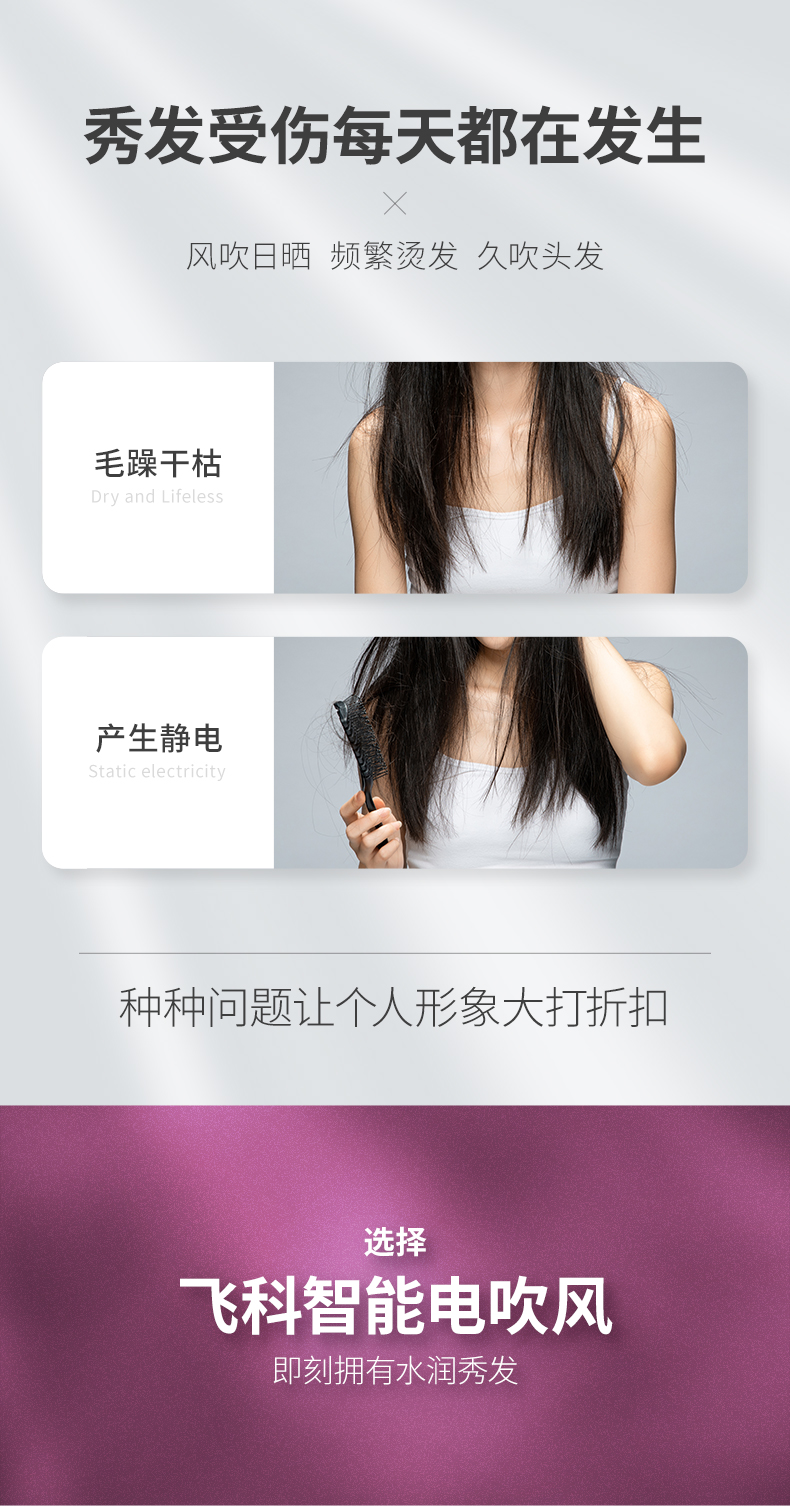 秀发受伤每天都在发生
风吹日晒 频繁烫发 久吹头发
毛躁干枯
Dry and Lifeless
产生静电
Static electricity
种种问题让个人形象大打折扣
选择
飞科智能电吹风
即刻拥有水润秀发